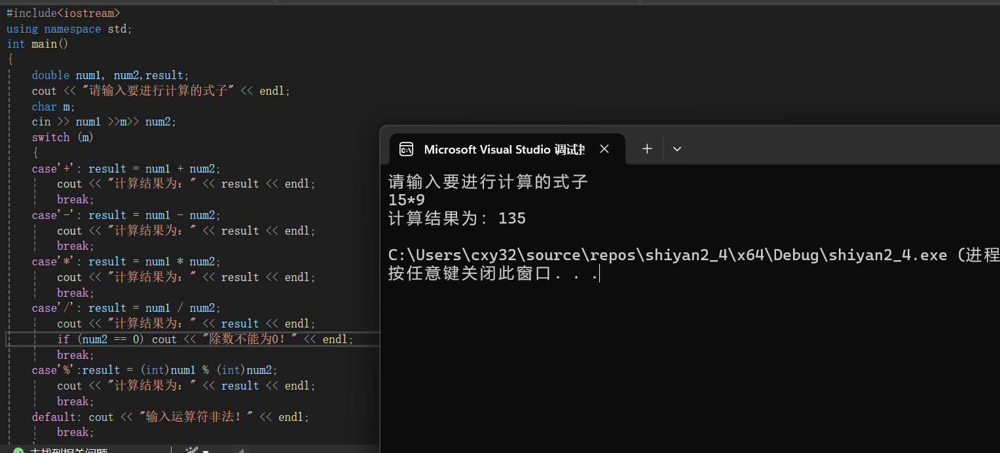 #include<iostream>
using namespace std;
int main()
{
double num1, num2,result;
cout << "请输入要进行计算的式子" << endl;
char m;
cin >> num1 >>m>> num2;
switch (m)
{
case'+': result = num1 + num2;
cout << "计算结果为：" << result << endl;
break;
case'-': result = num1 - num2;
cout << "计算结果为：" << result << endl;
break;
case'*': result = num1 * num2;
cout << "计算结果为：" << result << endl;
break;
case'/': result = num1 / num2;
cout << "计算结果为：" << result << endl;
if (num2 == 0) cout << "除数不能为0！" << endl;
break;
case'%':result = (int)num1 % (int)num2;
cout << "计算结果为：" << result << endl;
break;
default: cout << "输入运算符非法！" << endl;
break;
未找到相关问题
Microsoft Visual Studio 调试
请输入要进行计算的式子
15*9
计算结果为：135
C:\Users\cxy32\source\repos\shiyan2_4\x64\Debug\shiyan2_4.exe (进程
按任意键关闭此窗口. . .